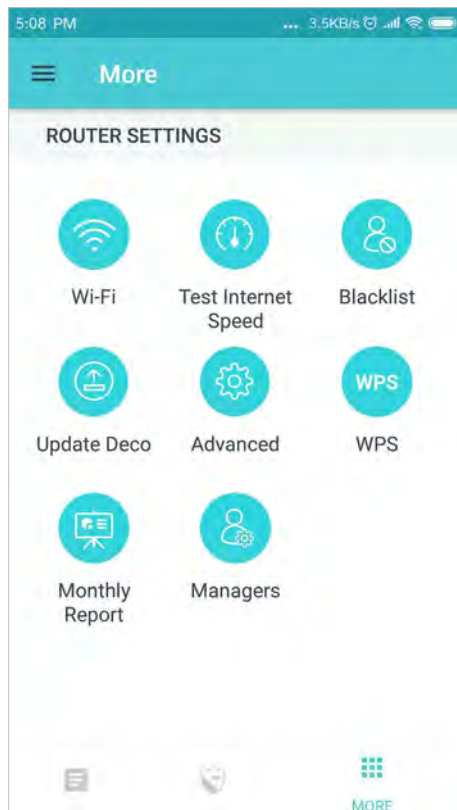 5:08 PM ... 3.5KB/s
More
ROUTER SETTINGS
Wi-Fi Test Internet Speed Blacklist
Update Deco Advanced WPS WPS
Monthly Report Managers
MORE